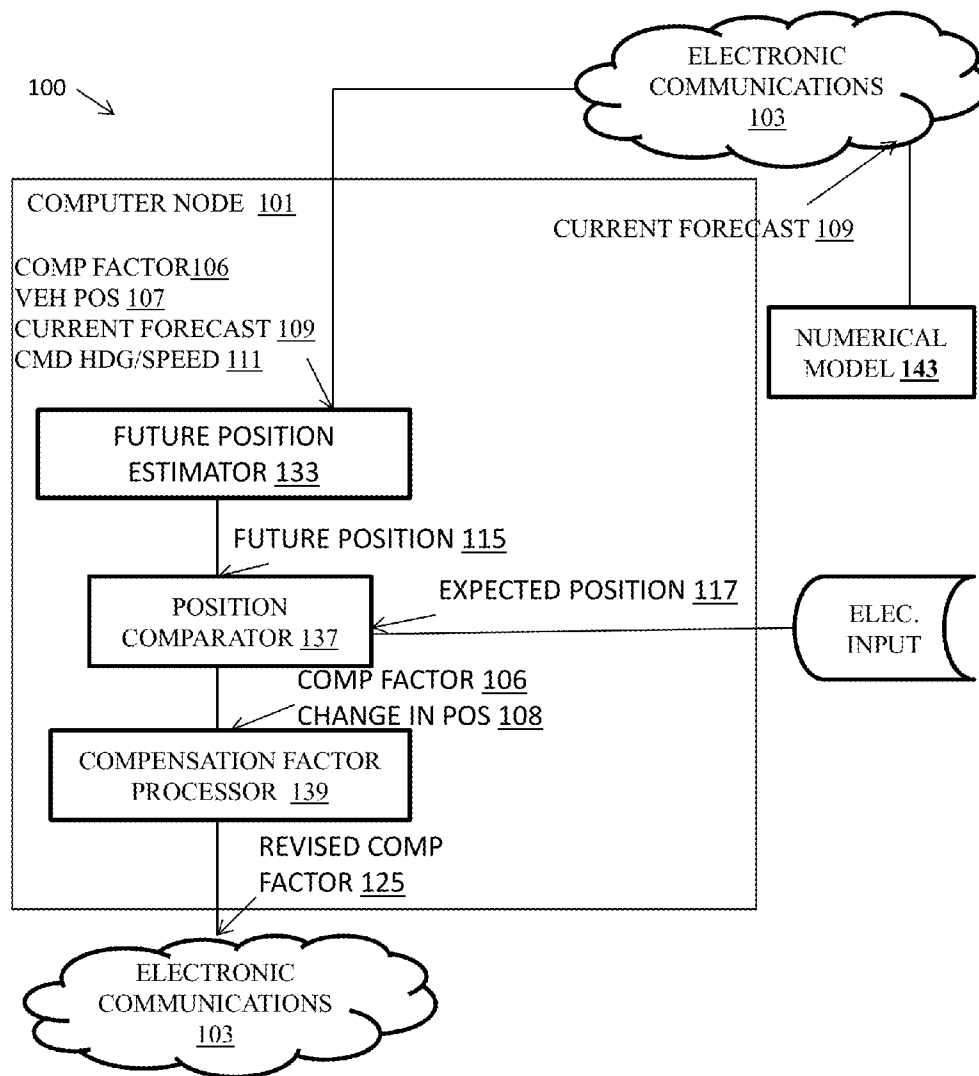 ELECTRONIC
COMMUNICATIONS
103
100
COMPUTER NODE 101
CURRENT FORECAST 109
COMP FACTOR106
VEH POS 107
CURRENT FORECAST 109
CMD HDG/SPEED 111
NUMERICAL
MODEL 143
FUTURE POSITION
ESTIMATOR 133
FUTURE POSITION 115
EXPECTED POSITION 117
POSITION
COMPARATOR 137
ELEC.
INPUT
COMP FACTOR 106
CHANGE IN POS 108
COMPENSATION FACTOR
PROCESSOR 139
REVISED COMP
FACTOR 125
ELECTRONIC
COMMUNICATIONS
103